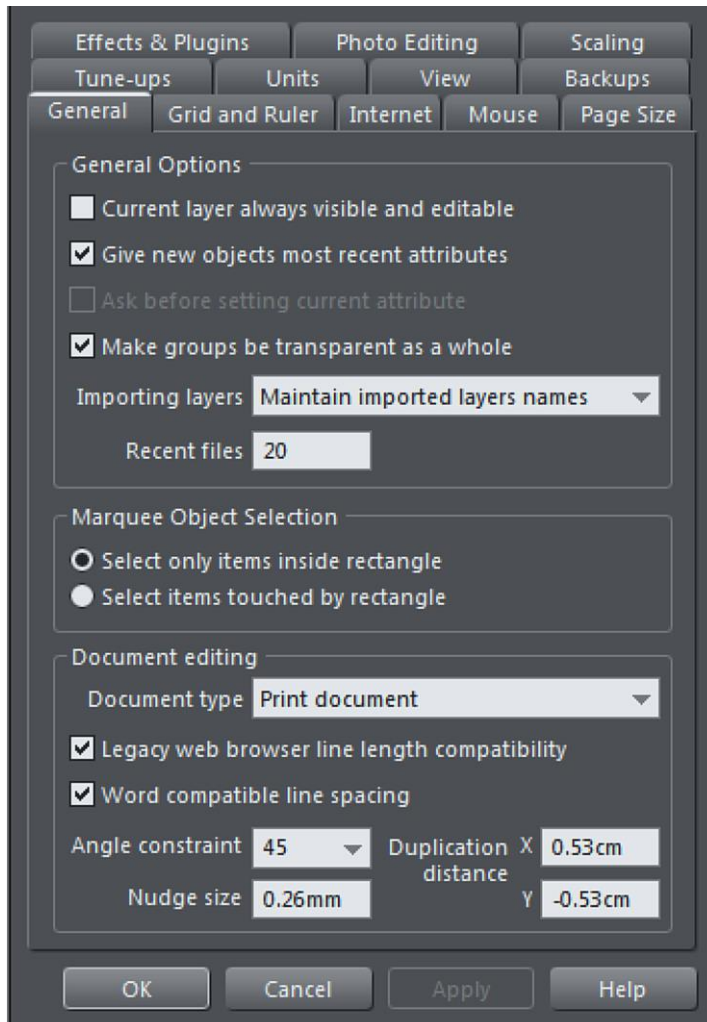 Effects & Plugins Photo Editing Scaling
Tune-ups Units View Backups
General Grid and Ruler Internet Mouse Page Size
General Options
Current layer always visible and editable
Give new objects most recent attributes
Ask before setting current attribute
Make groups be transparent as a whole
Importing layers Maintain imported layers names
Recent files 20
Marquee Object Selection
Select only items inside rectangle
Select items touched by rectangle
Document editing
Document type Print document
Legacy web browser line length compatibility
Word compatible line spacing
Angle constraint 45 Duplication X 0.53cm
distance
Nudge size 0.26mm Y -0.53cm
OK Cancel Apply Help